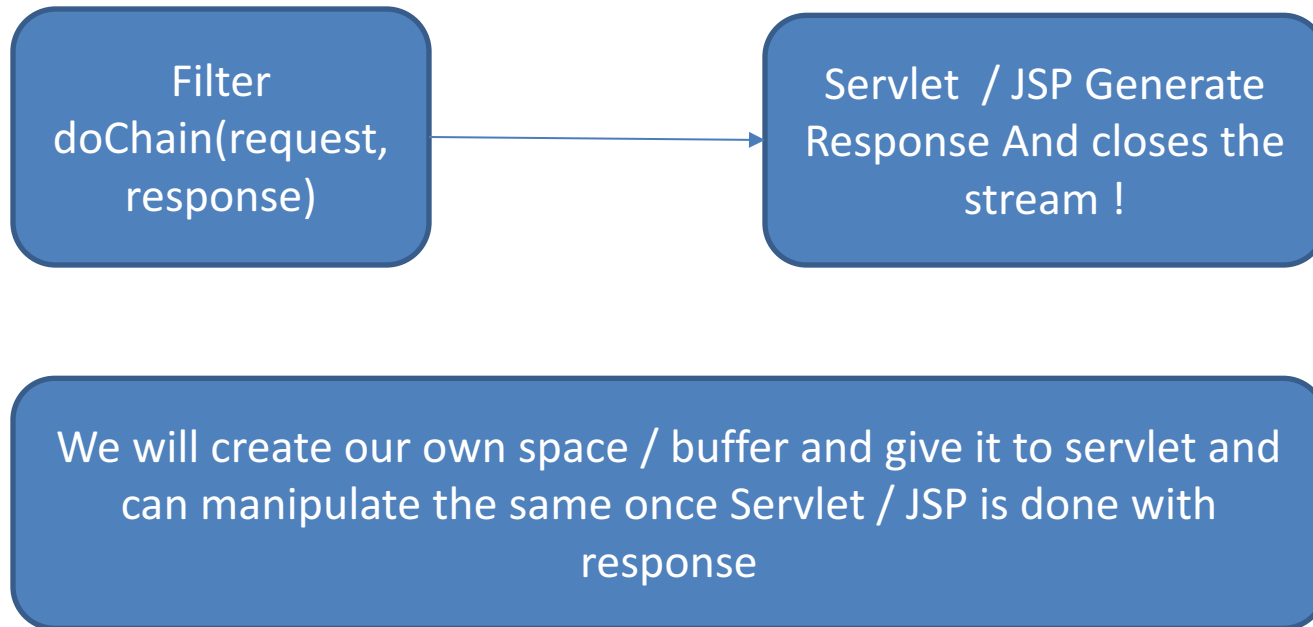 Filter
doChain(request,
response)
Servlet / JSP Generate
Response And closes the
stream !
We will create our own space / buffer and give it to servlet and
can manipulate the same once Servlet / JSP is done with
response